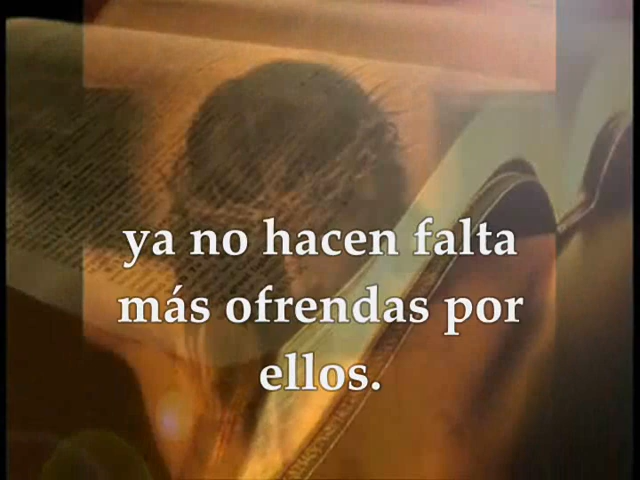 ya no hacen falta
más ofrendas por
ellos.